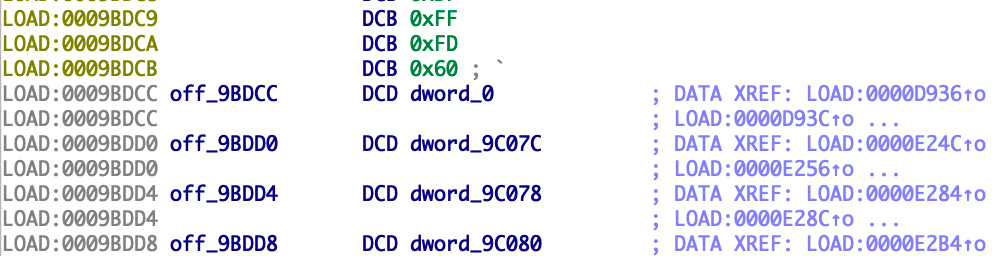 LOAD:0009BDC9 DCB 0xFF
LOAD:0009BDCA DCB 0xFD
LOAD:0009BDCB DCB 0x60 ; `
LOAD:0009BDCC off_9BDCC DCD dword_0 ; DATA XREF: LOAD:0000D936↑o
LOAD:0009BDCC ; LOAD:0000D93C↑o ...
LOAD:0009BDD0 off_9BDD0 DCD dword_9C07C ; DATA XREF: LOAD:0000E24C↑o
LOAD:0009BDD0 ; LOAD:0000E256↑o ...
LOAD:0009BDD4 off_9BDD4 DCD dword_9C078 ; DATA XREF: LOAD:0000E284↑o
LOAD:0009BDD4 ; LOAD:0000E28C↑o ...
LOAD:0009BDD8 off_9BDD8 DCD dword_9C080 ; DATA XREF: LOAD:0000E2B4↑o